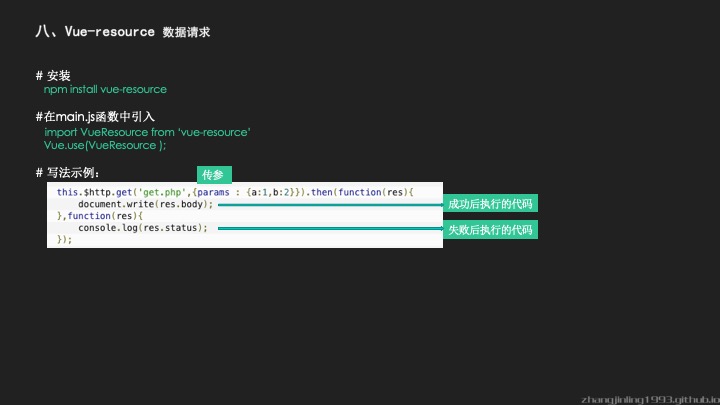 八、Vue-resource 数据请求
# 安装
npm install vue-resource
#在main.js函数中引入
import VueResource from ‘vue-resource’
Vue.use(VueResource );
# 写法示例：
传参
this.$http.get('get.php',{params : {a:1,b:2}}).then(function(res){
document.write(res.body);
成功后执行的代码
},function(res){
console.log(res.status);
失败后执行的代码
});
zhangjinling1993.github.io